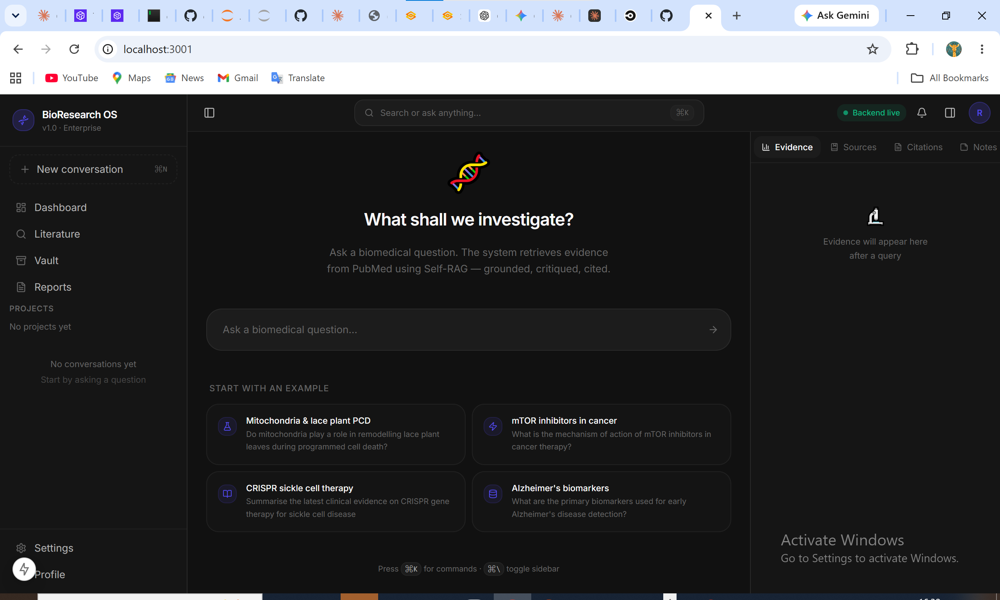 Ask Gemini
localhost:3001
YouTube
Maps
News
Gmail
Translate
All Bookmarks
BioResearch OS
v1.0 · Enterprise
New conversation ⌘N
Dashboard
Literature
Vault
Reports
PROJECTS
No projects yet
No conversations yet
Start by asking a question
Settings
Profile
Search or ask anything... ⌘K
Backend live
R
What shall we investigate?
Ask a biomedical question. The system retrieves evidence
from PubMed using Self-RAG — grounded, critiqued, cited.
Ask a biomedical question...
START WITH AN EXAMPLE
Mitochondria & lace plant PCD
Do mitochondria play a role in remodelling lace plant
leaves during programmed cell death?
mTOR inhibitors in cancer
What is the mechanism of action of mTOR inhibitors in
cancer therapy?
CRISPR sickle cell therapy
Summarise the latest clinical evidence on CRISPR gene
therapy for sickle cell disease
Alzheimer's biomarkers
What are the primary biomarkers used for early
Alzheimer's disease detection?
Press ⌘K for commands · ⌘\ toggle sidebar
Evidence
Sources
Citations
Notes
Evidence will appear here
after a query
Activate Windows
Go to Settings to activate Windows.